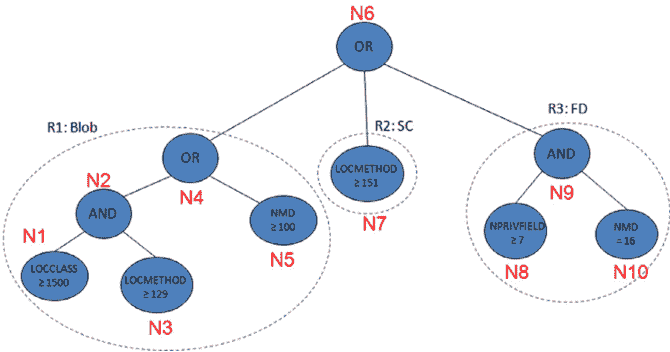 N6
OR
R1: Blob
R2: SC
R3: FD
OR
N4
LOCMETHOD
≥ 151
N7
AND
N9
N2
AND
NMD
≥ 100
N5
N1
LOCCLASS
≥ 1500
LOCMETHOD
≥ 129
N3
NPRIVFIELD
≥ 7
N8
NMD
= 16
N10